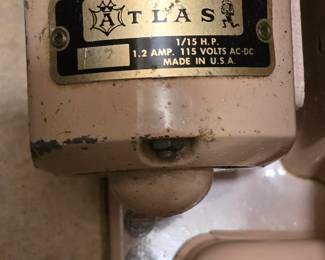 ATLAS
1/15 H.P.
1.2 AMP. 115 VOLTS AC-DC
MADE IN U.S.A.